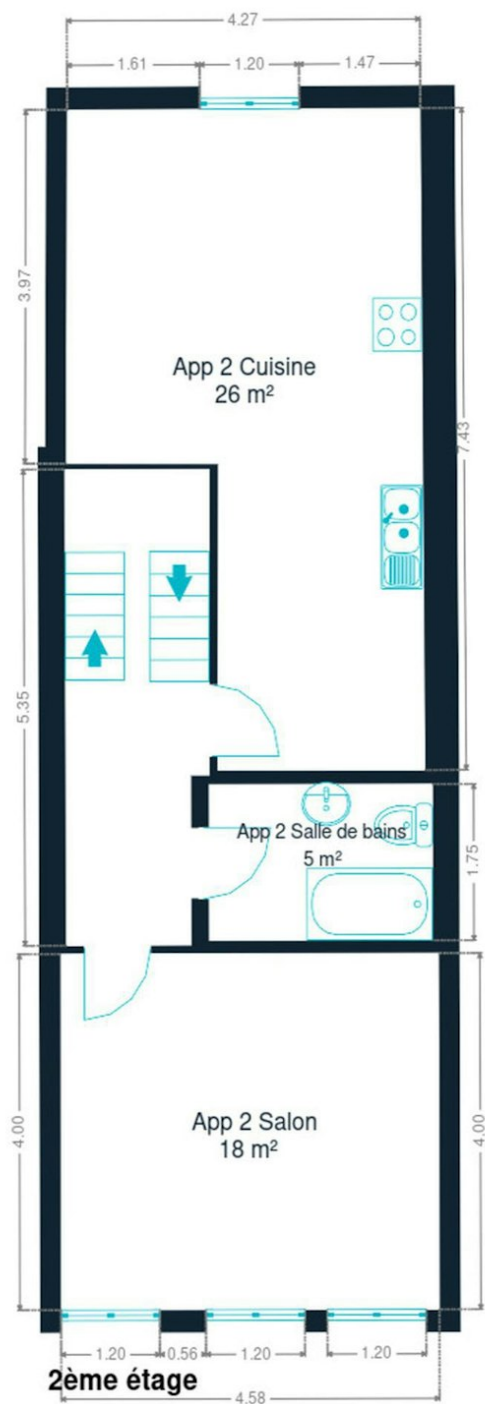 4.27
1.61
1.20
1.47
3.97
App 2 Cuisine
26 m²
7.43
5.35
App 2 Salle de bains
5 m²
1.75
4.00
App 2 Salon
18 m²
4.00
1.20
0.56
1.20
1.20
2ème étage
4.58